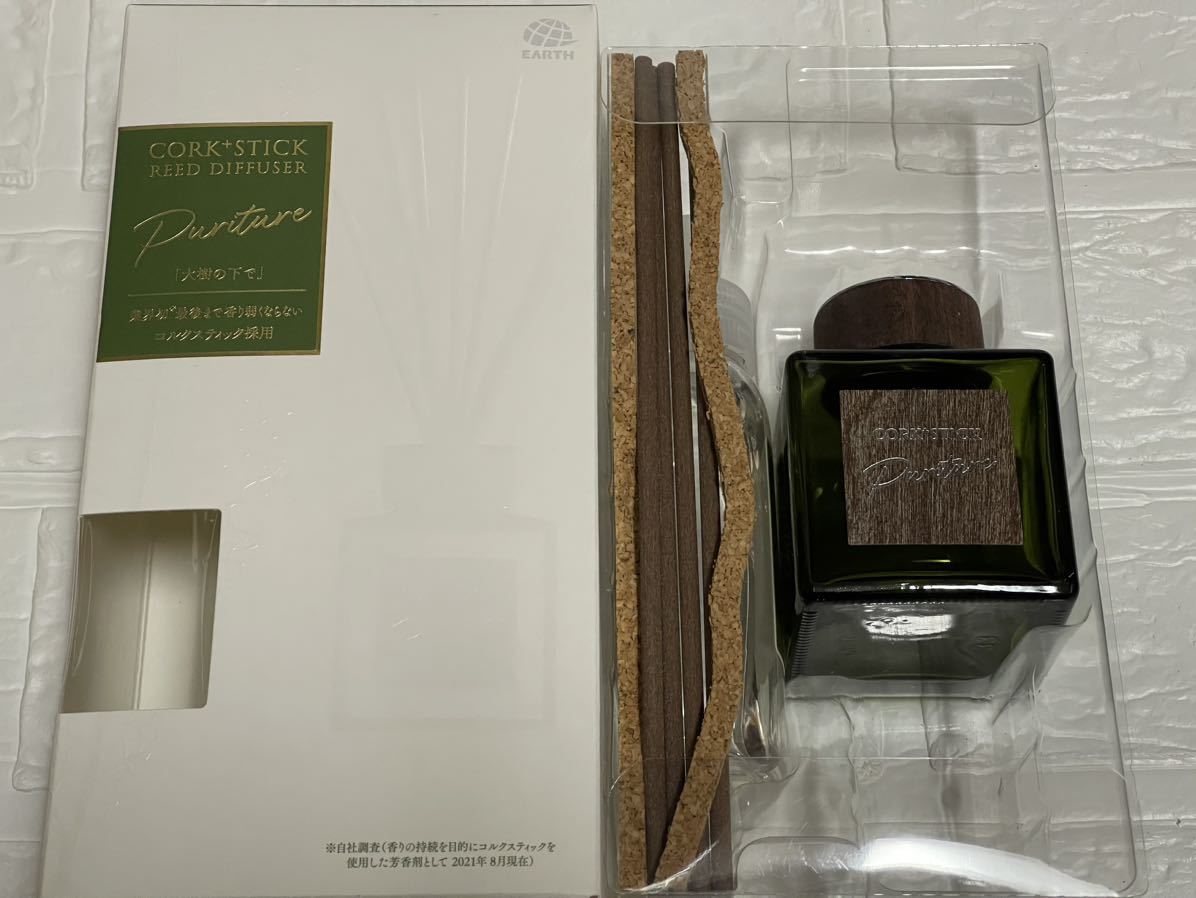 EARTH
CORK+STICK
REED DIFFUSER
Puriture
「大樹の下で」
業界初※最後まで香り弱くならない
コルクスティック採用
※自社調査(香りの持続を目的にコルクスティックを
使用した芳香剤として 2021年 8月現在)
CORK+STICK
Puriture